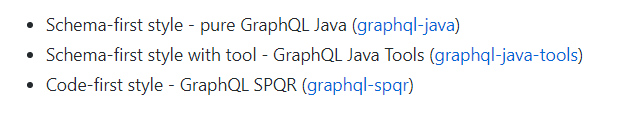 • Schema-first style - pure GraphQL Java (graphql-java)
• Schema-first style with tool - GraphQL Java Tools (graphql-java-tools)
• Code-first style - GraphQL SPQR (graphql-spqr)